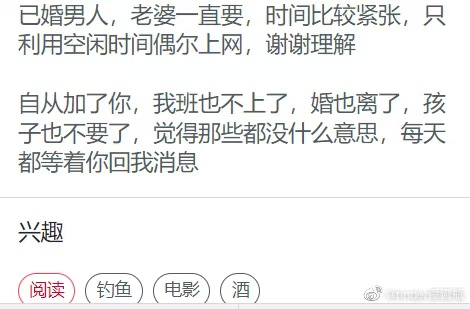 已婚男人，老婆一直要，时间比较紧张，只
利用空闲时间偶尔上网，谢谢理解
自从加了你，我班也不上了，婚也离了，孩
子也不要了，觉得那些都没什么意思，每天
都等着你回我消息
兴趣
阅读 钓鱼 电影 酒